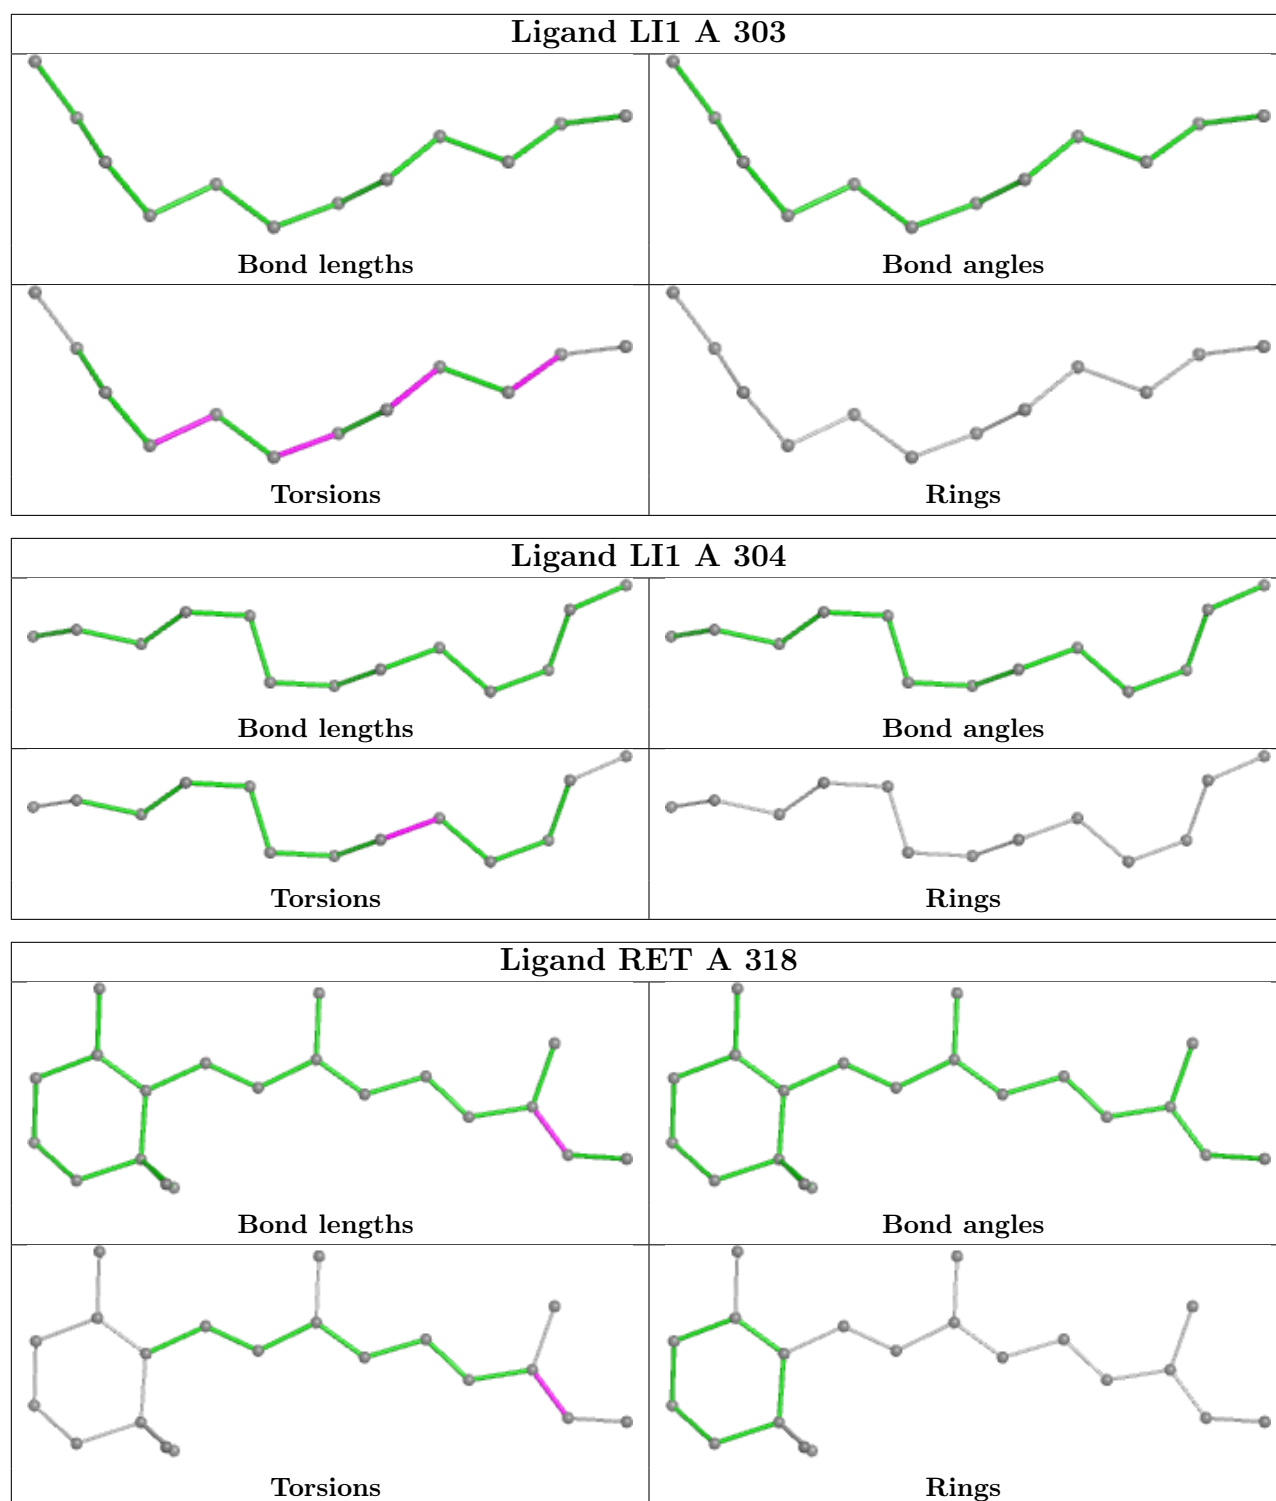 Ligand LI1 A 303
Bond lengths
Bond angles
Torsions
Rings
Ligand LI1 A 304
Bond lengths
Bond angles
Torsions
Rings
Ligand RET A 318
Bond lengths
Bond angles
Torsions
Rings